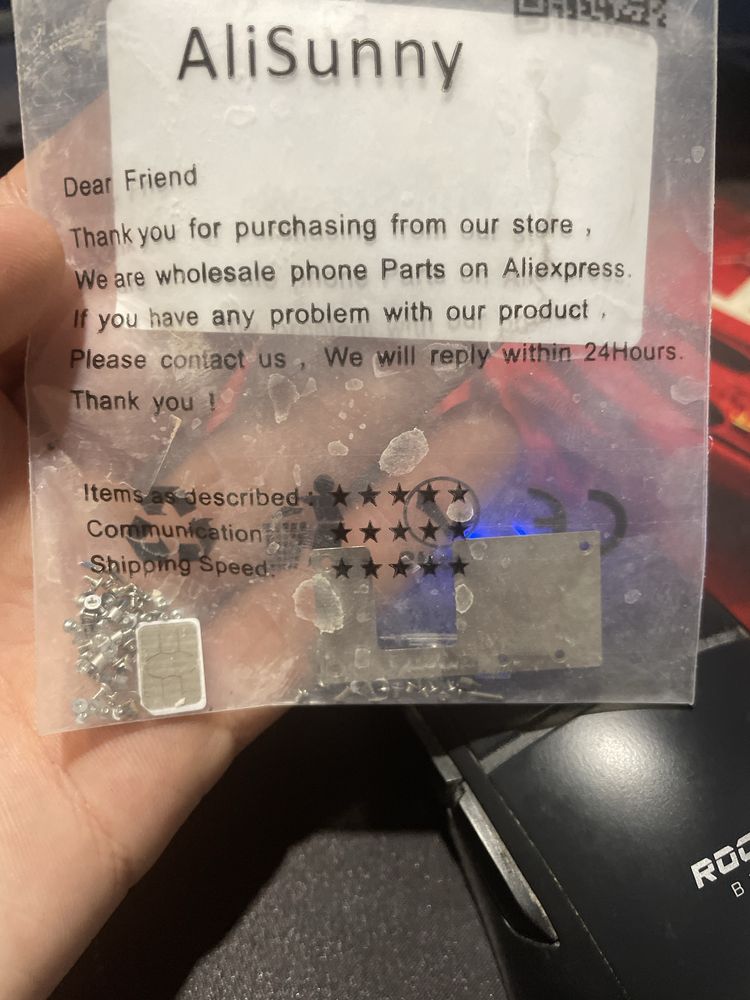 AliSunny
Dear Friend
Thank you for purchasing from our store ,
We are wholesale phone Parts on Aliexpress.
If you have any problem with our product ,
Please contact us , We will reply within 24Hours.
Thank you !
Items as described : ★★★★★
Communication: ★★★★★
Shipping Speed: ★★★★★
CE